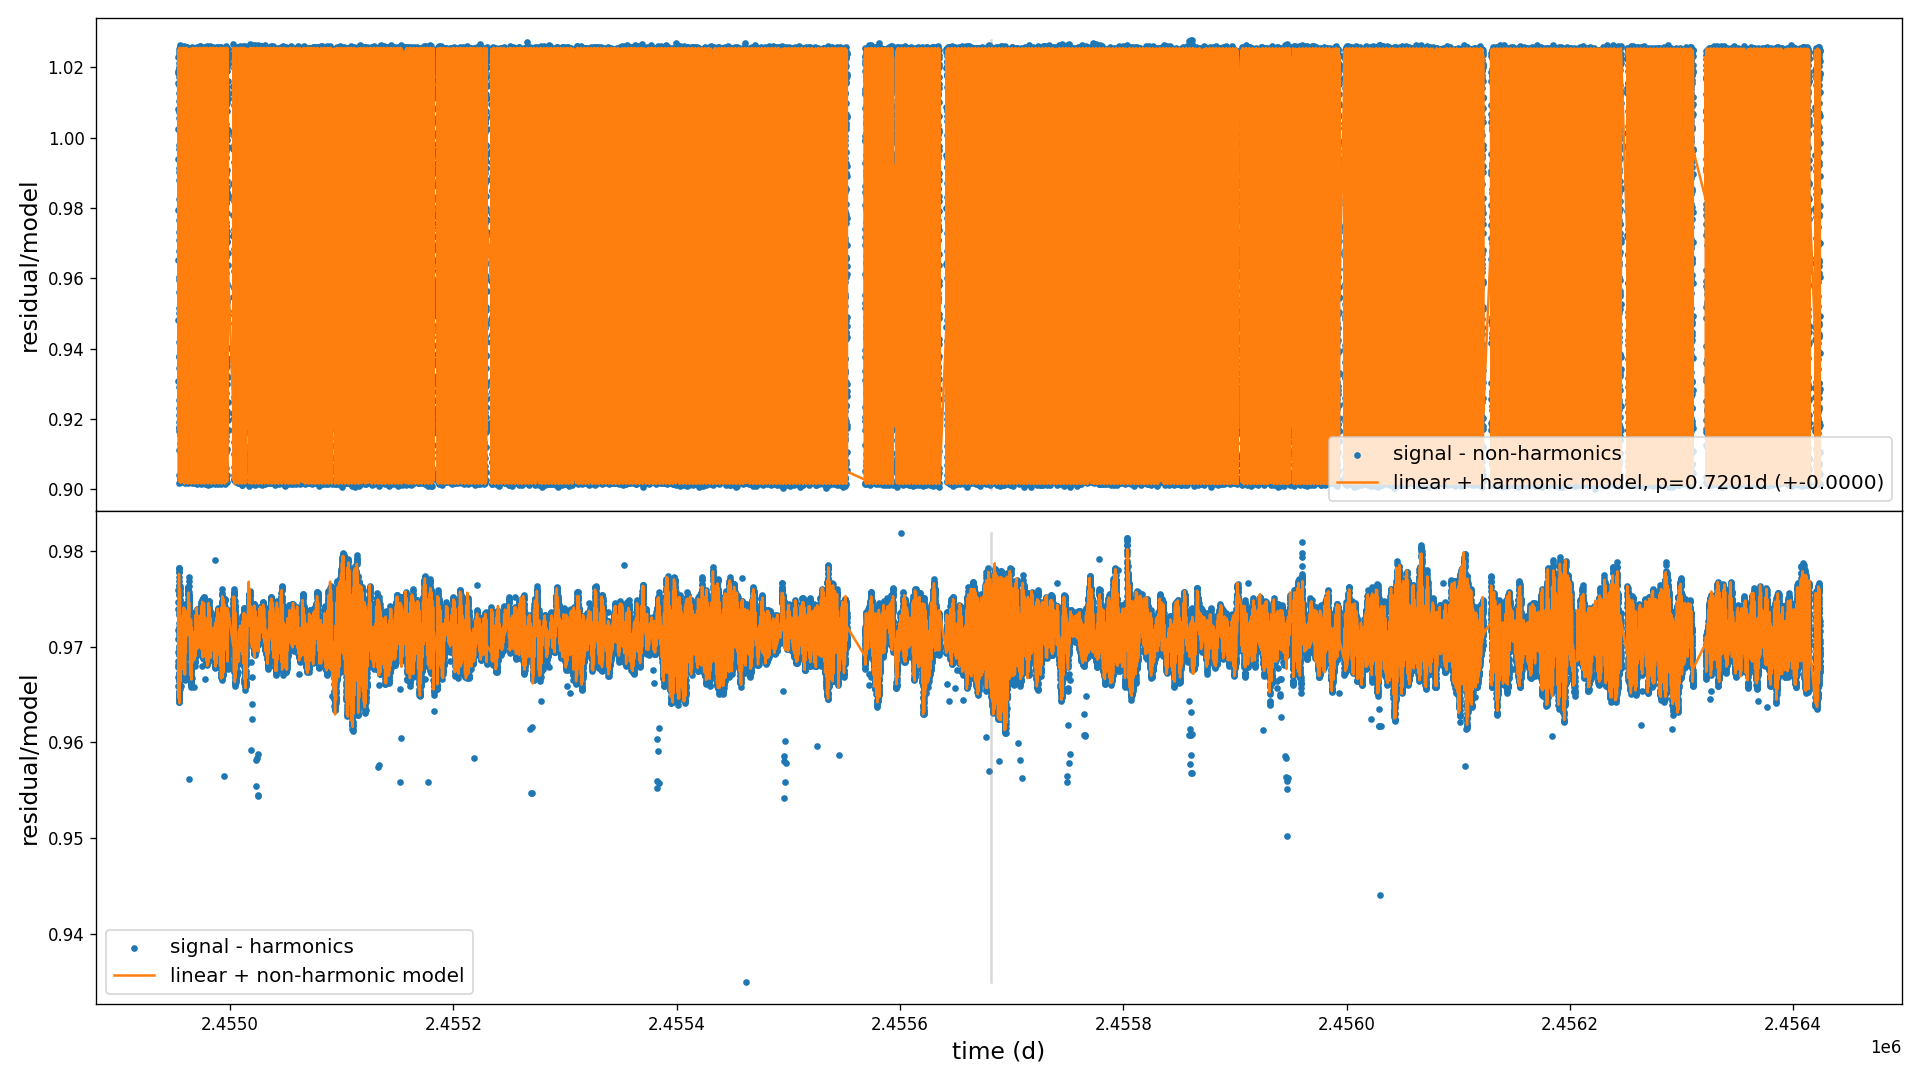 1.02
1.00
0.98
0.96
0.94
0.92
0.90
residual/model
signal - non-harmonics
linear + harmonic model, p=0.7201d (+-0.0000)
0.98
0.97
0.96
0.95
0.94
residual/model
signal - harmonics
linear + non-harmonic model
2.4550 2.4552 2.4554 2.4556 2.4558 2.4560 2.4562 2.4564
1e6
time (d)